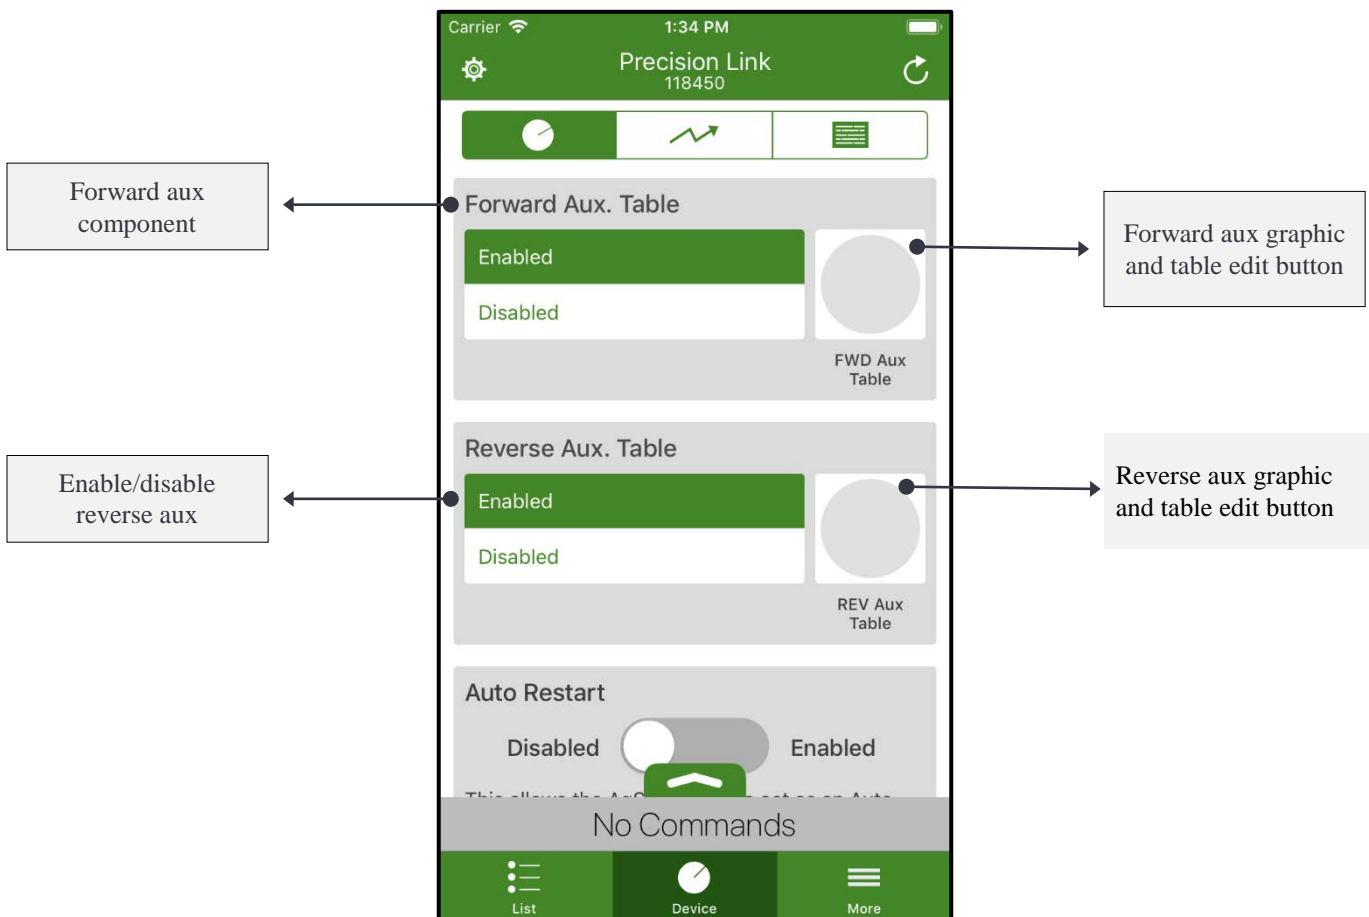 Carrier
1:34 PM
Precision Link
118450
Forward aux
component
Forward Aux. Table
Enabled
Disabled
FWD Aux
Table
Forward aux graphic
and table edit button
Enable/disable
reverse aux
Reverse Aux. Table
Enabled
Disabled
REV Aux
Table
Reverse aux graphic
and table edit button
Auto Restart
Disabled
Enabled
No Commands
List
Device
More